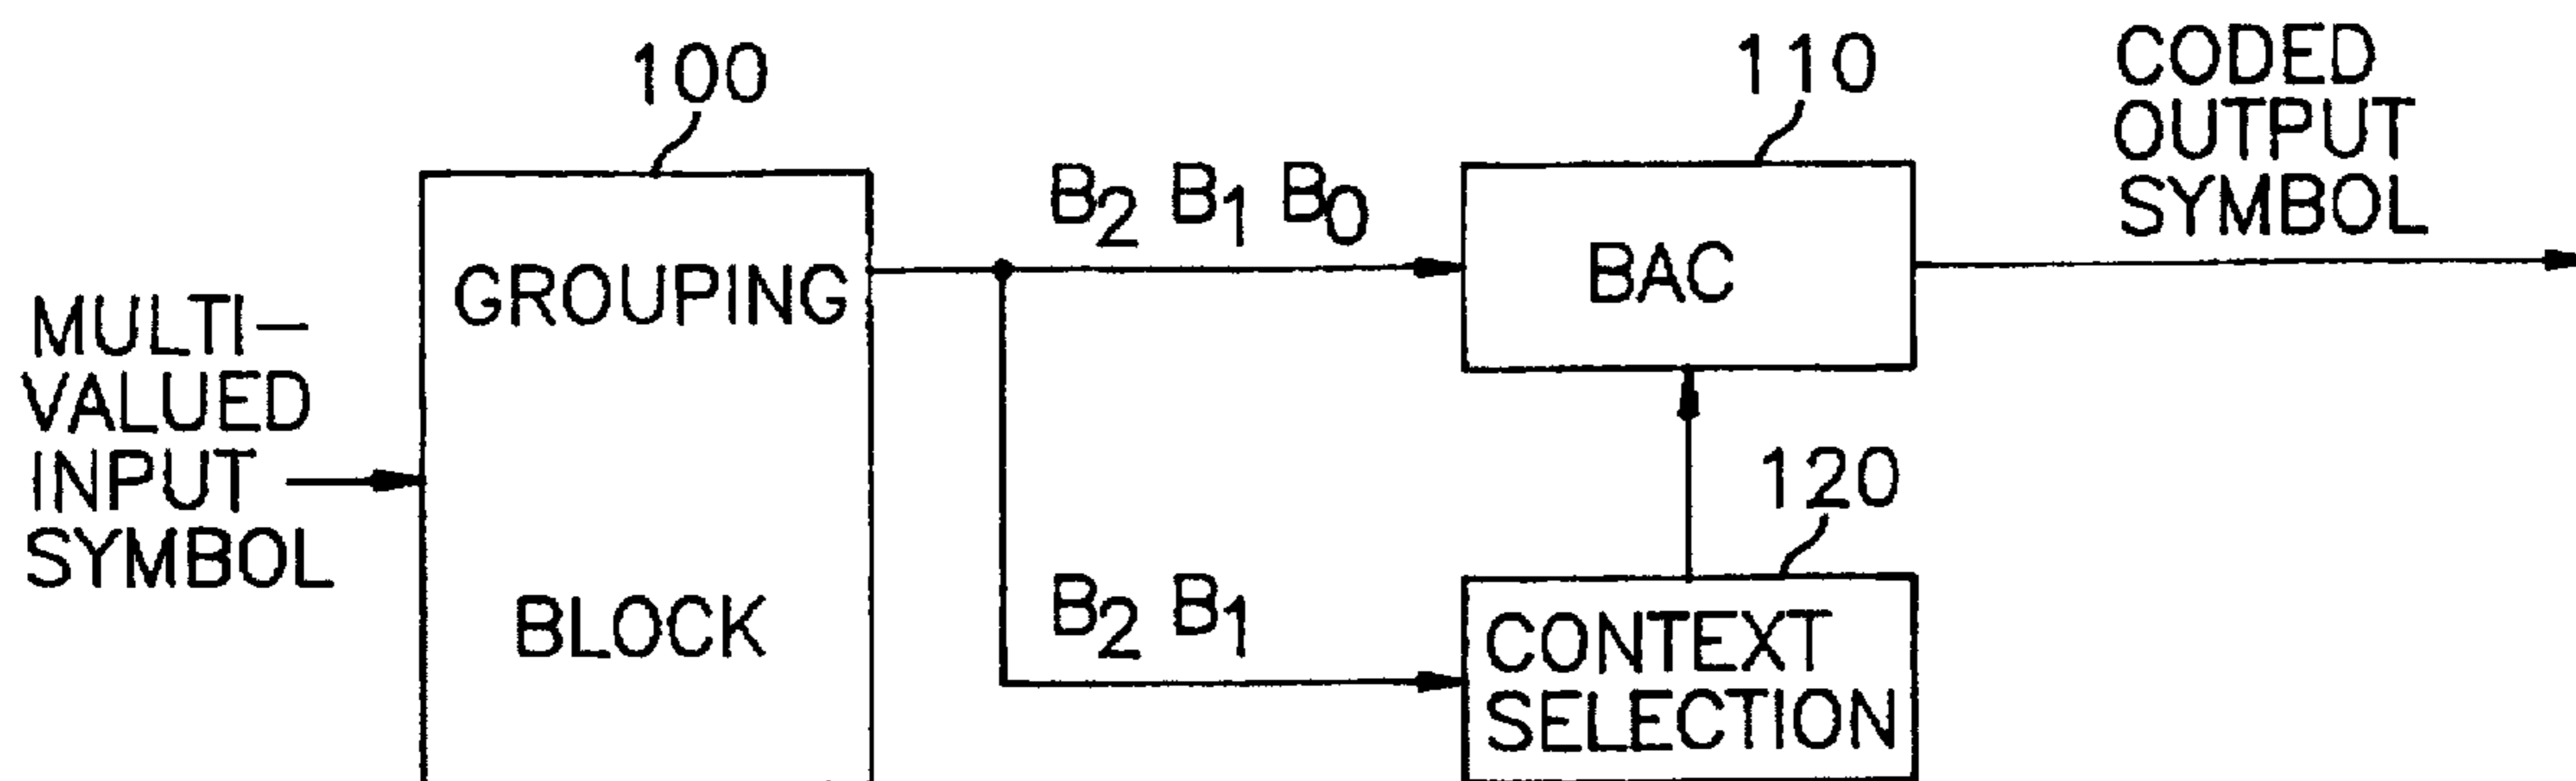 MULTI-
VALUED
INPUT
SYMBOL
100
GROUPING
BLOCK
B2 B1 B0
B2 B1
110
BAC
120
CONTEXT
SELECTION
CODED
OUTPUT
SYMBOL